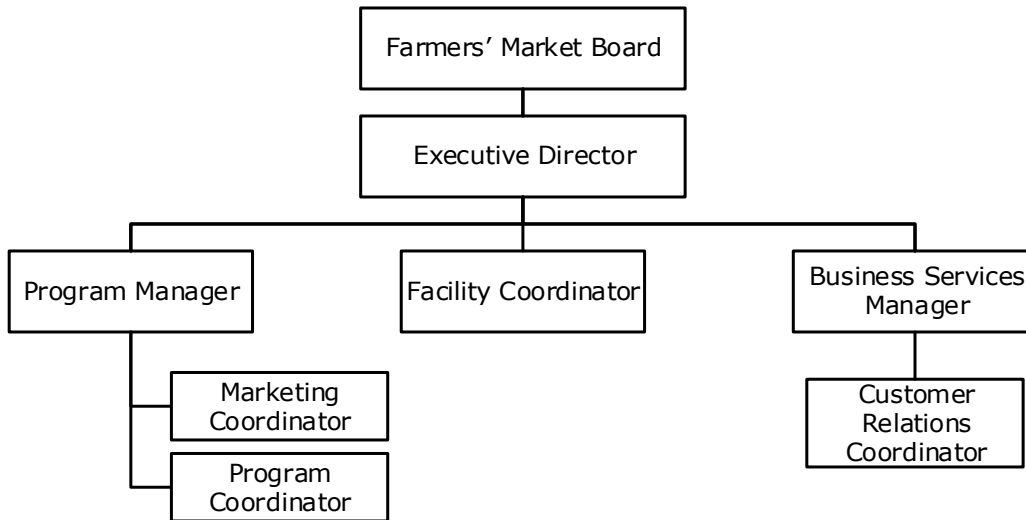 Farmers’ Market Board
Executive Director
Program Manager
Facility Coordinator
Business Services
Manager
Marketing
Coordinator
Program
Coordinator
Customer
Relations
Coordinator